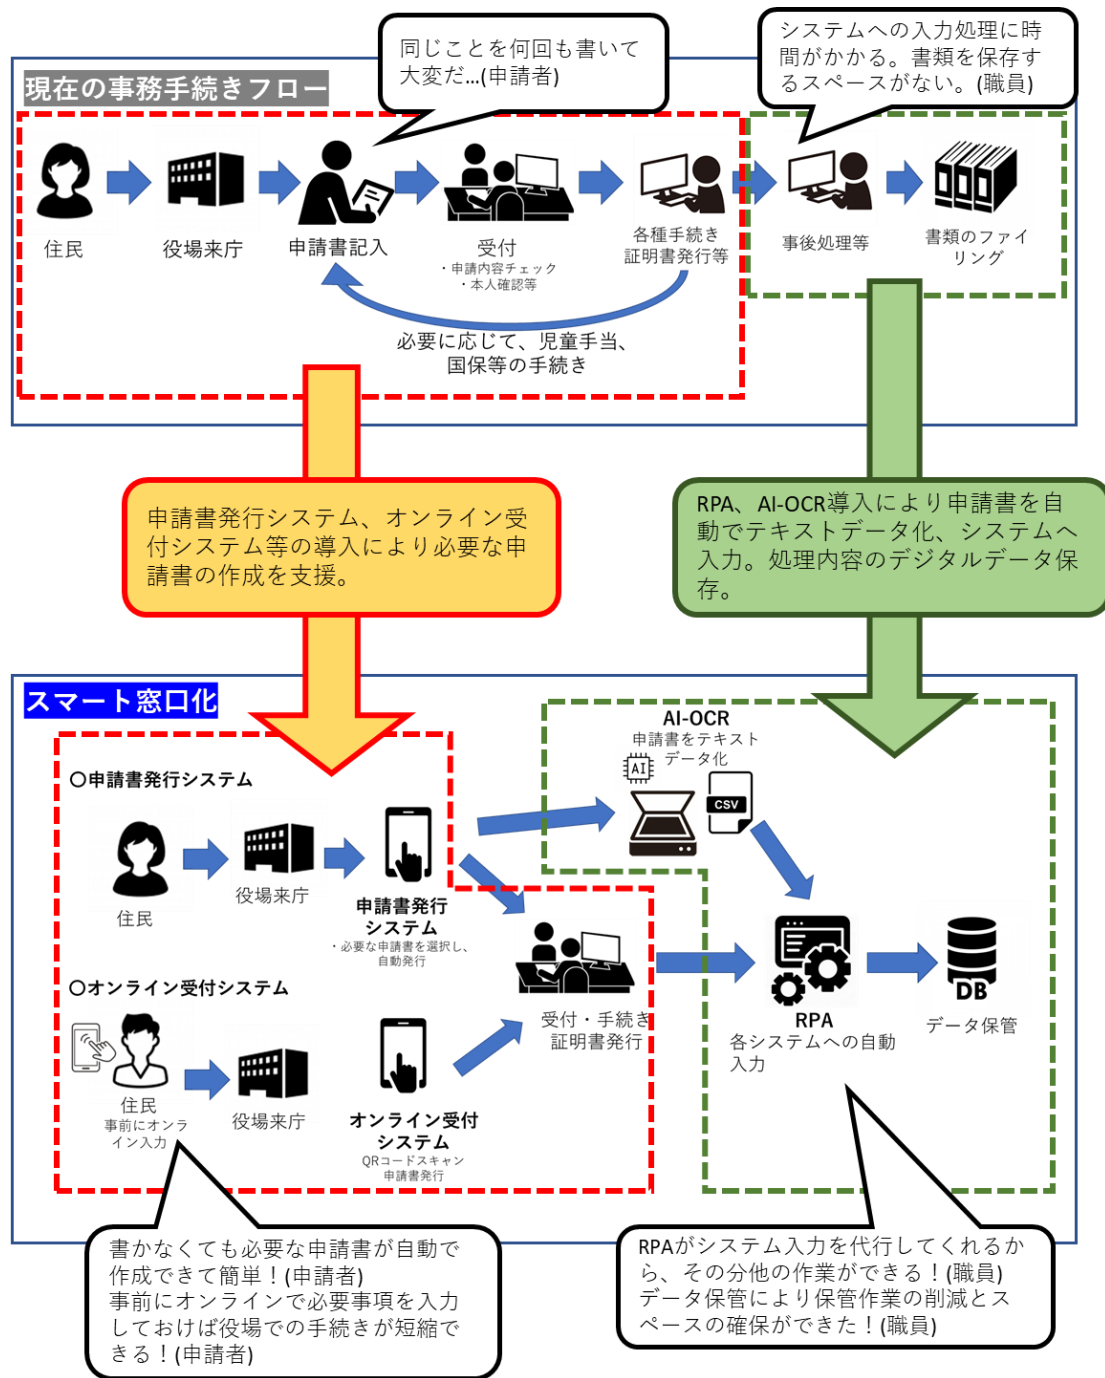 同じことを何回も書いて
大変だ…(申請者)
システムへの入力処理に時
間がかかる。書類を保存す
るスペースがない。(職員)
現在の事務手続きフロー
住民
役場来庁
申請書記入
受付
・申請内容チェック
・本人確認等
各種手続き
証明書発行等
事後処理等
書類のファイ
リング
必要に応じて、児童手当、
国保等の手続き
申請書発行システム、オンライン受
付システム等の導入により必要な申
請書の作成を支援。
RPA、AI-OCR導入により申請書を自
動でテキストデータ化、システムへ
入力。処理内容のデジタルデータ保
存。
スマート窓口化
〇申請書発行システム
住民
役場来庁
申請書発行
システム
・必要な申請書を選択し、
自動発行
AI-OCR
申請書をテキスト
データ化
AI
CSV
〇オンライン受付システム
住民
事前にオンラ
イン入力
役場来庁
オンライン受付
システム
QRコードスキャン
申請書発行
受付・手続き
証明書発行
RPA
各システムへの自動
入力
DB
データ保管
書かなくても必要な申請書が自動で
作成できて簡単！(申請者)
事前にオンラインで必要事項を入力
しておけば役場での手続きが短縮で
きる！(申請者)
RPAがシステム入力を代行してくれるか
ら、その分他の作業ができる！(職員)
データ保管により保管作業の削減とス
ペースの確保ができた！(職員)